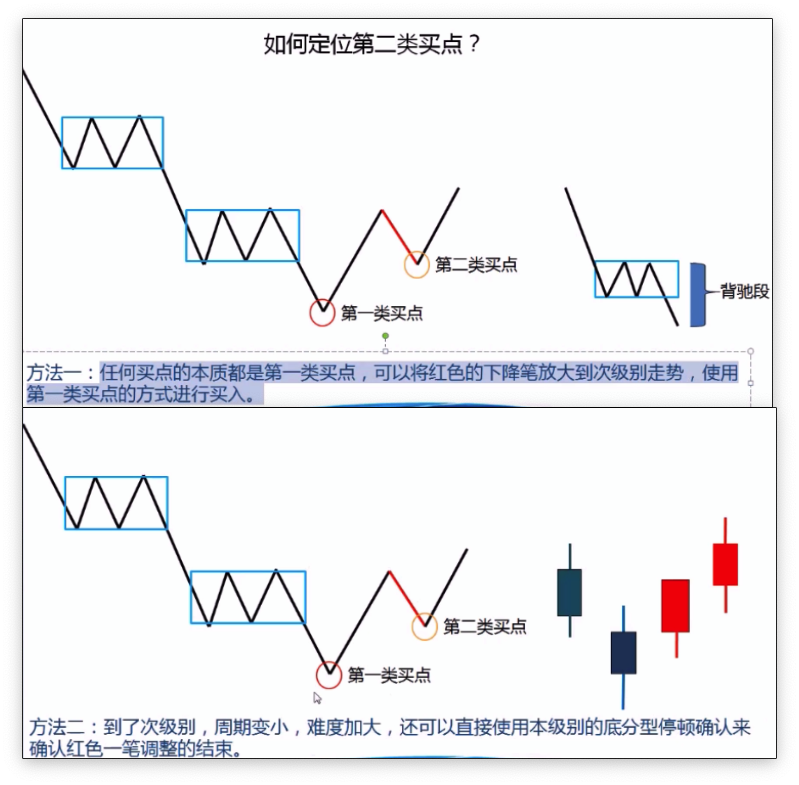 如何定位第二类买点？
第二类买点
第一类买点
背驰段
方法一：任何买点的本质都是第一类买点，可以将红色的下降笔放大到次级别走势，使用
第一类买点的方式进行买入。
第二类买点
第一类买点
方法二：到了次级别，周期变小，难度加大，还可以直接使用本级别的底分型停顿确认来
确认红色一笔调整的结束。